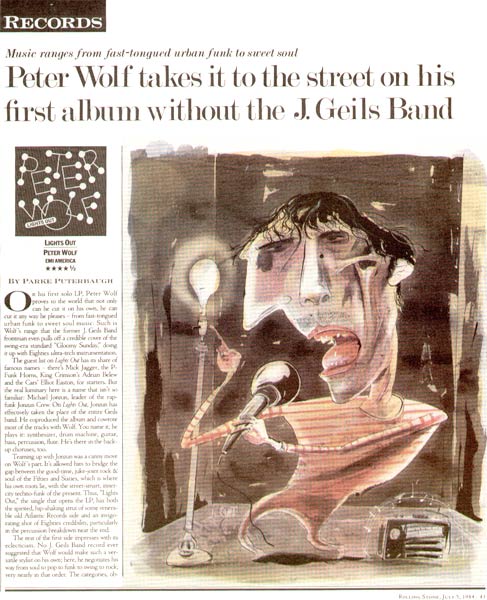 RECORDS
Music ranges from fast-tongued urban funk to sweet soul
Peter Wolf takes it to the street on his
first album without the J. Geils Band
PETER
WOLF
LIGHTS OUT
LIGHTS OUT
PETER WOLF
EMI AMERICA
★★★★½
BY PARKE PUTERBAUGH
On his first solo LP, Peter Wolf
proves to the world that not only
can he cut it on his own, he can
cut it any way he pleases – from fast-tongued
urban funk to sweet soul music. Such is
Wolf's range that the former J. Geils Band
frontman even pulls off a credible cover of the
swing-era standard "Gloomy Sunday," doing
it up with Eighties ultra-tech instrumentation.
The guest list on Lights Out has its share of
famous names – there's Mick Jagger, the P-
Funk Horns, King Crimson's Adrian Belew
and the Cars' Elliot Easton, for starters. But
the real luminary here is a name that isn't so
familiar: Michael Jonzun, leader of the rap-
funk Jonzun Crew. On Lights Out, Jonzun has
effectively taken the place of the entire Geils
band. He coproduced the album and cowrote
most of the tracks with Wolf. You name it, he
plays it: synthesizer, drum machine, guitar,
bass, percussion, flute. He's there in the back-
up choruses, too.
Teaming up with Jonzun was a canny move
on Wolf's part. It's allowed him to bridge the
gap between the good-time, juke-joint rock &
soul of the Fifties and Sixties, which is where
his own roots lie, with the street-smart, inner-
city techno-funk of the present. Thus, "Lights
Out," the single that opens the LP, has both
the spirited, hip-shaking strut of some venera-
ble old Atlantic Records side and an invigo-
rating shot of Eighties credibility, particularly
in the percussion breakdown near the end.
The rest of the first side impresses with its
eclecticism. No J. Geils Band record ever
suggested that Wolf would make such a ver-
satile stylist on his own; here, he negotiates his
way from soul to pop to funk to swing to rock,
very nearly in that order. The categories, ob-
ROLLING STONE, JULY 5, 1984 · 43